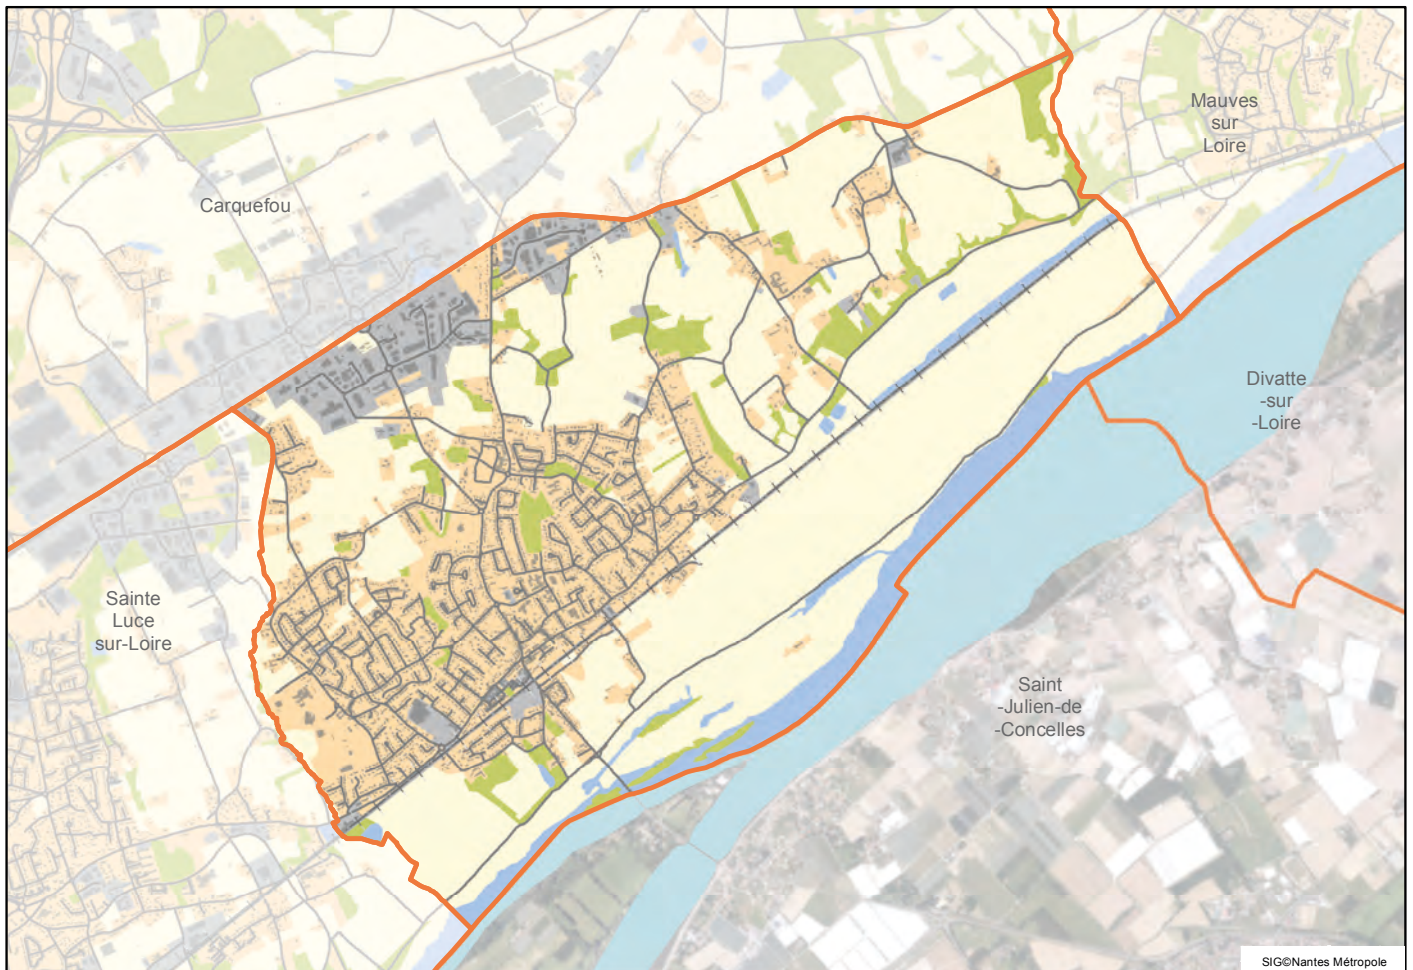 Mauves
sur
Loire
Carquefou
Divatte
-sur
-Loire
Sainte
Luce
sur-Loire
Saint
-Julien-de
-Concelles
SIG©Nantes Métropole